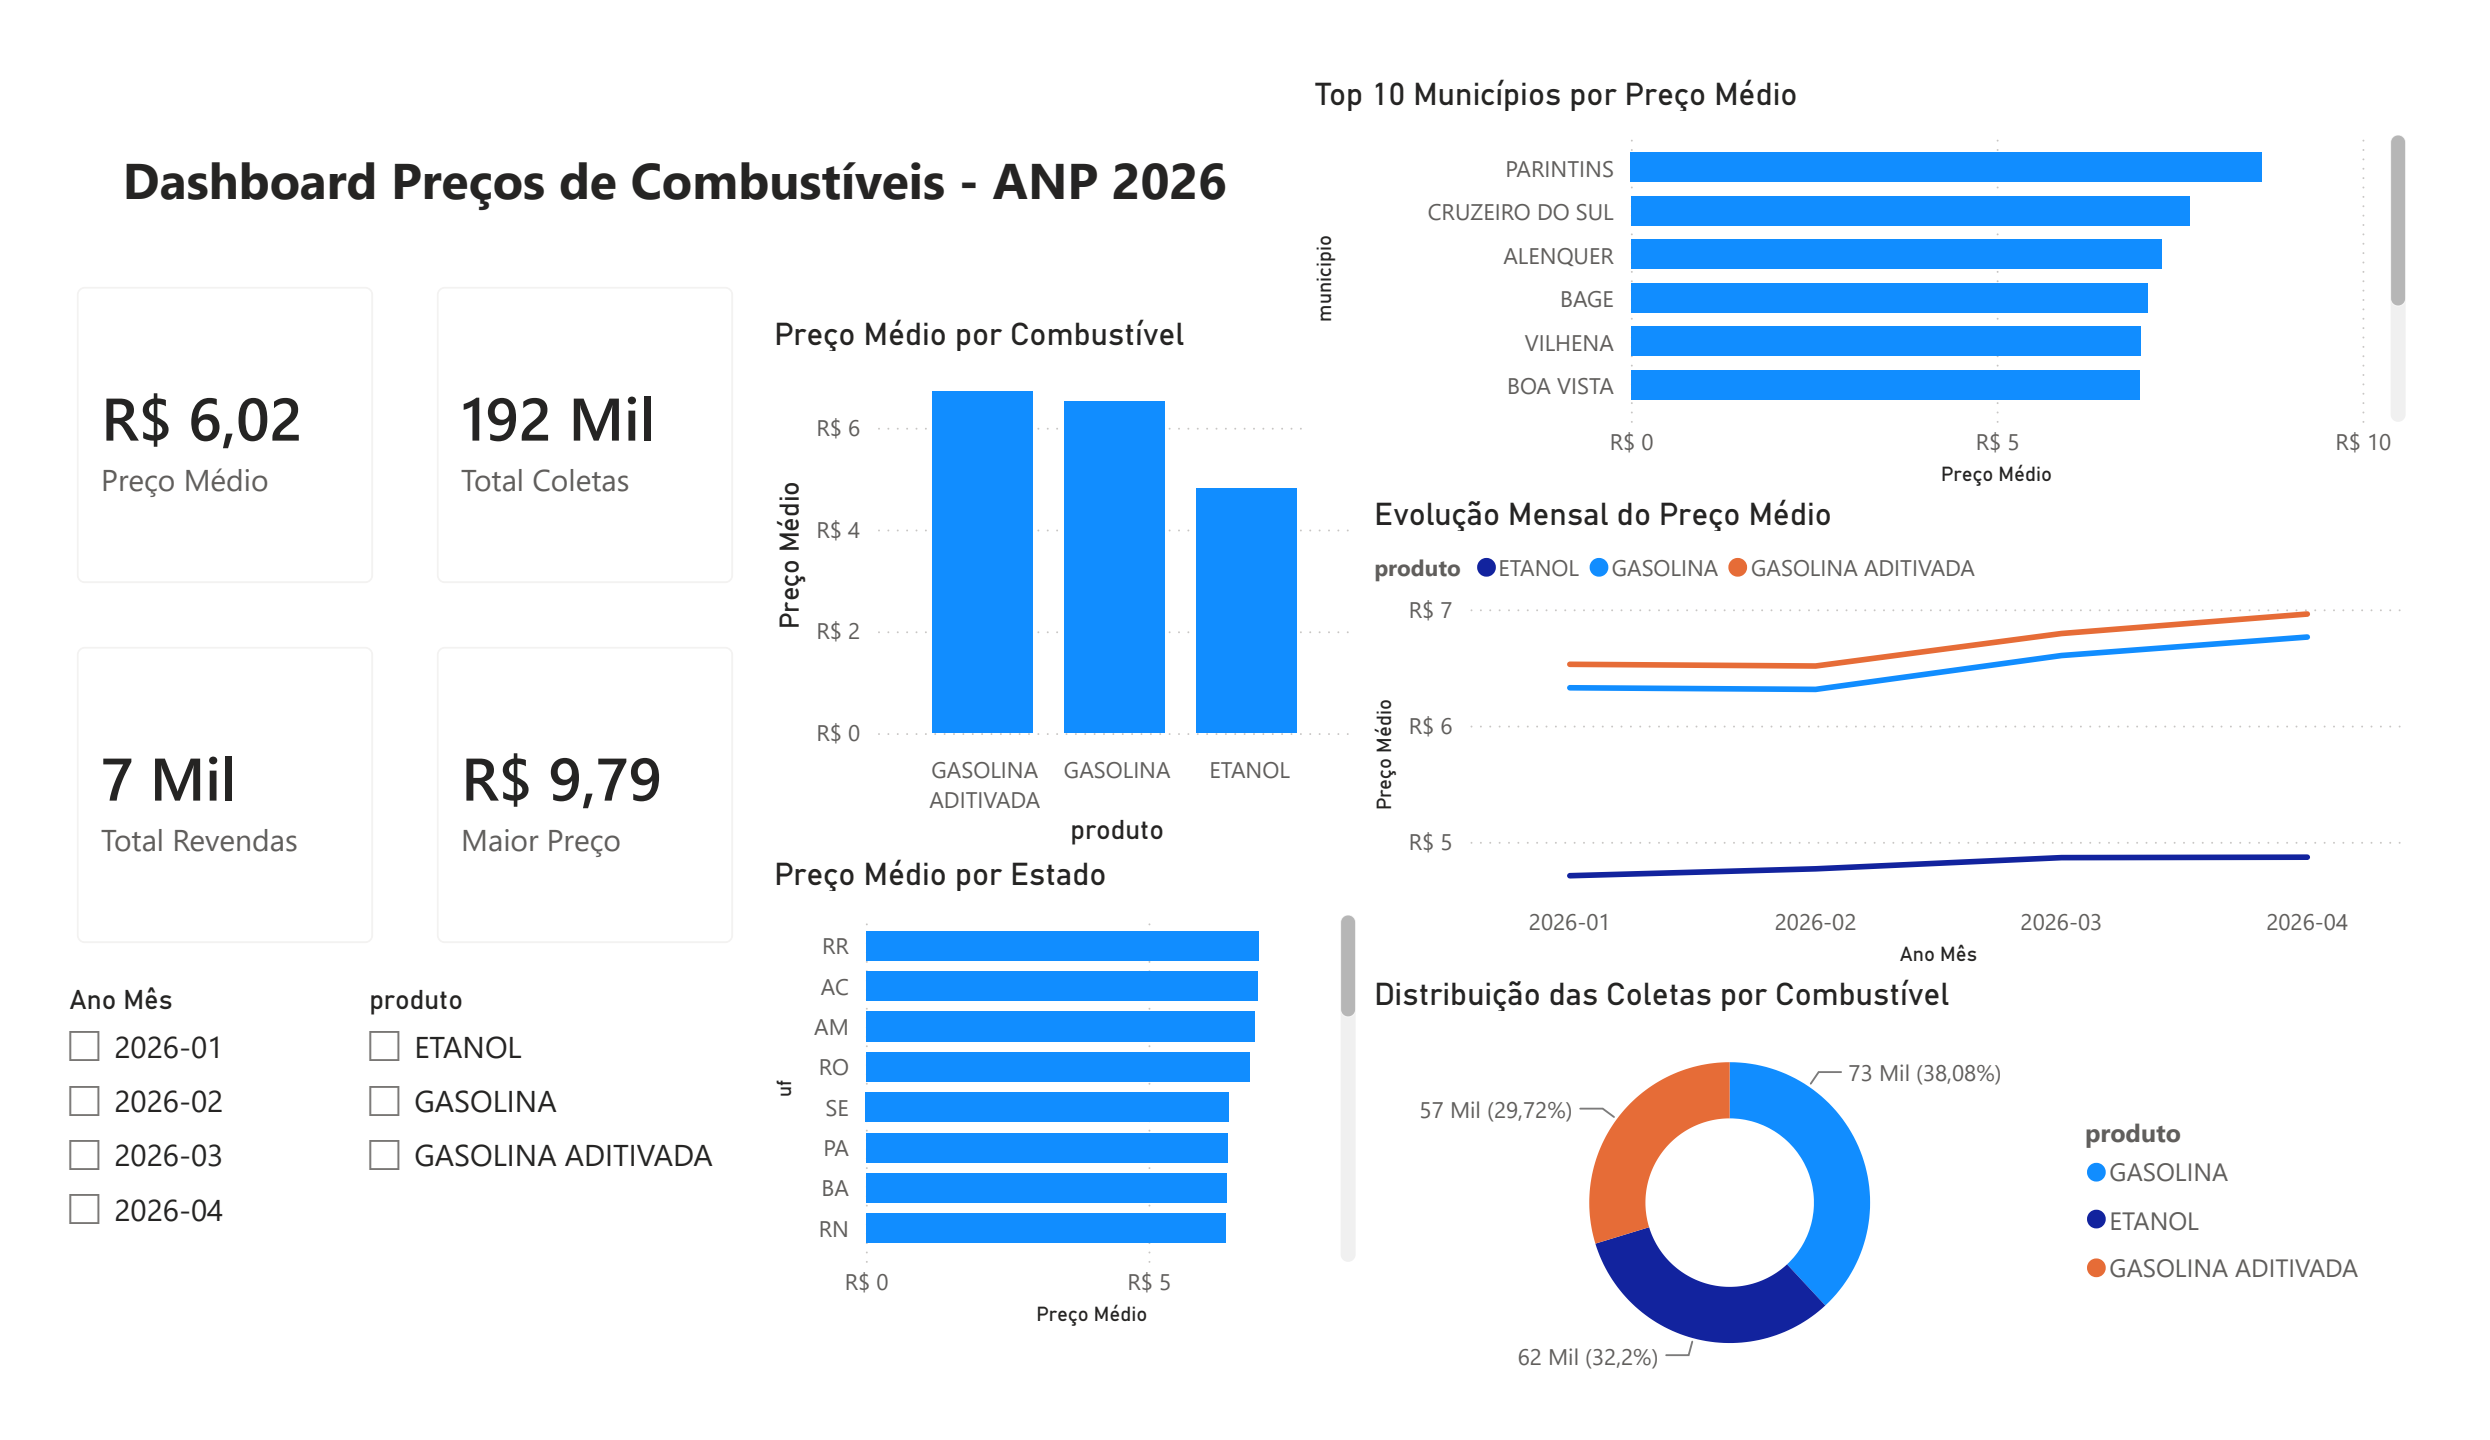 Dashboard Preços de Combustíveis - ANP 2026
R$ 6,02
Preço Médio
192 Mil
Total Coletas
7 Mil
Total Revendas
R$ 9,79
Maior Preço
Ano Mês
2026-01
2026-02
2026-03
2026-04
produto
ETANOL
GASOLINA
GASOLINA ADITIVADA
Preço Médio por Combustível
Preço Médio
R$ 6
R$ 4
R$ 2
R$ 0
GASOLINA ADITIVADA
GASOLINA
ETANOL
produto
Preço Médio por Estado
uf
RR
AC
AM
RO
SE
PA
BA
RN
R$ 0
R$ 5
Preço Médio
Top 10 Municípios por Preço Médio
municipio
PARINTINS
CRUZEIRO DO SUL
ALENQUER
BAGE
VILHENA
BOA VISTA
R$ 0
R$ 5
R$ 10
Preço Médio
Evolução Mensal do Preço Médio
produto ETANOL GASOLINA GASOLINA ADITIVADA
Preço Médio
R$ 7
R$ 6
R$ 5
2026-01
2026-02
2026-03
2026-04
Ano Mês
Distribuição das Coletas por Combustível
73 Mil (38,08%)
57 Mil (29,72%)
62 Mil (32,2%)
produto
GASOLINA
ETANOL
GASOLINA ADITIVADA